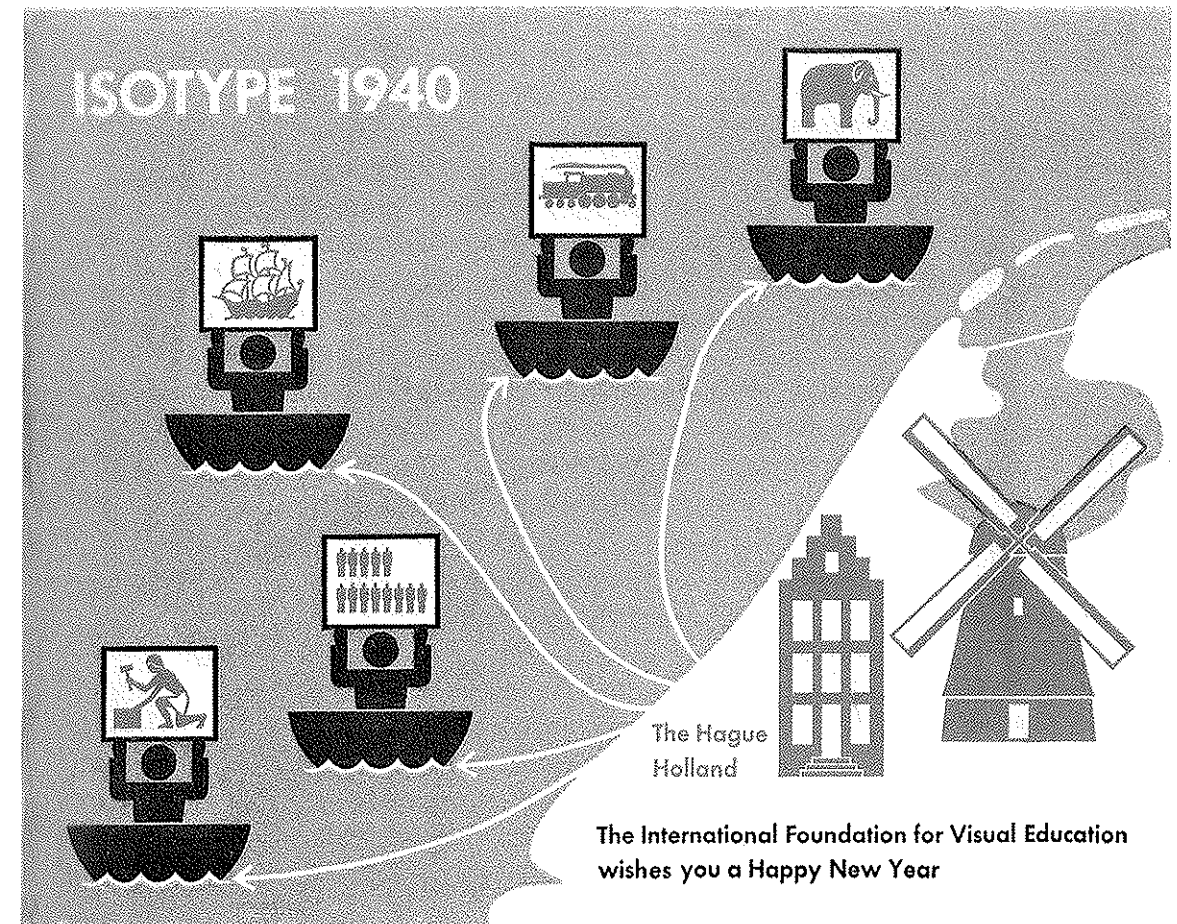 ISOTYPE 1940
The Hague
Holland
The International Foundation for Visual Education
wishes you a Happy New Year